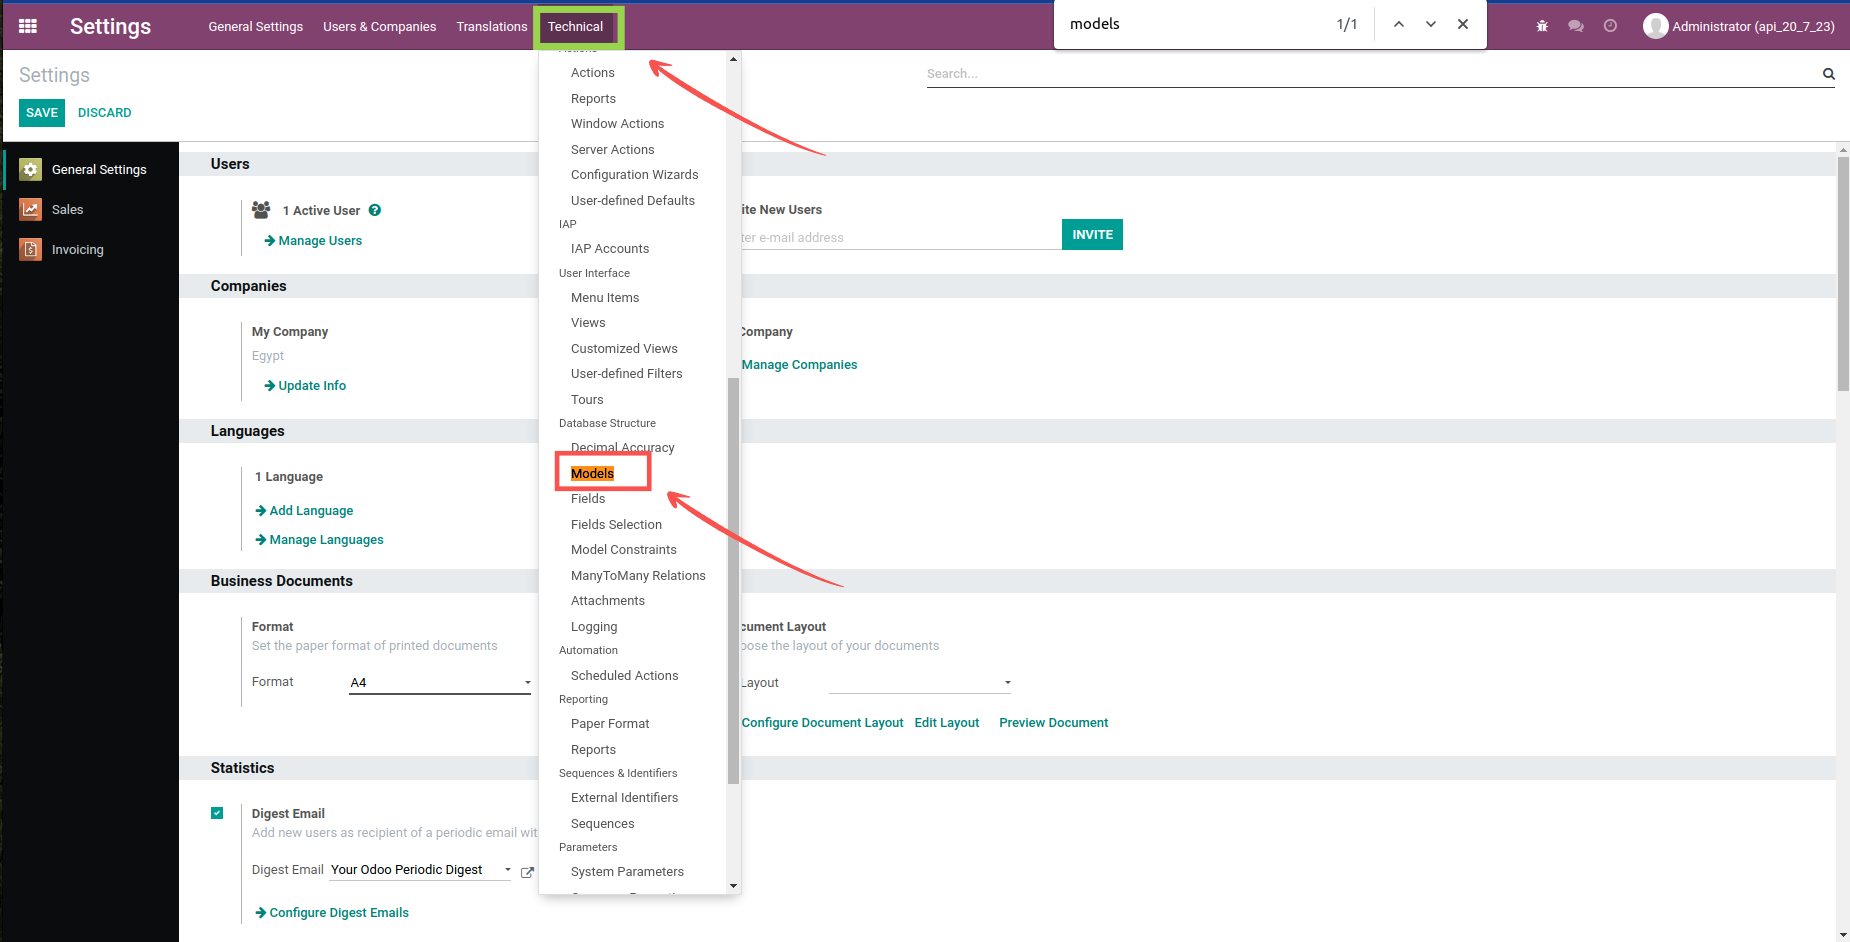 Settings
General Settings
Users & Companies
Translations
Technical
models
1/1
Administrator (api_20_7_23)
Settings
Search...
SAVE
DISCARD
General Settings
Sales
Invoicing
Users
1 Active User
Manage Users
ite New Users
ter e-mail address
INVITE
Companies
My Company
Egypt
Update Info
Company
Manage Companies
Languages
1 Language
Add Language
Manage Languages
Business Documents
Format
Set the paper format of printed documents
Format
A4
cument Layout
oose the layout of your documents
Layout
Configure Document Layout
Edit Layout
Preview Document
Statistics
Digest Email
Add new users as recipient of a periodic email wit
Digest Email
Your Odoo Periodic Digest
Configure Digest Emails
Actions
Actions
Reports
Window Actions
Server Actions
Configuration Wizards
User-defined Defaults
IAP
IAP Accounts
User Interface
Menu Items
Views
Customized Views
User-defined Filters
Tours
Database Structure
Decimal Accuracy
Models
Fields
Fields Selection
Model Constraints
ManyToMany Relations
Attachments
Logging
Automation
Scheduled Actions
Reporting
Paper Format
Reports
Sequences & Identifiers
External Identifiers
Sequences
Parameters
System Parameters